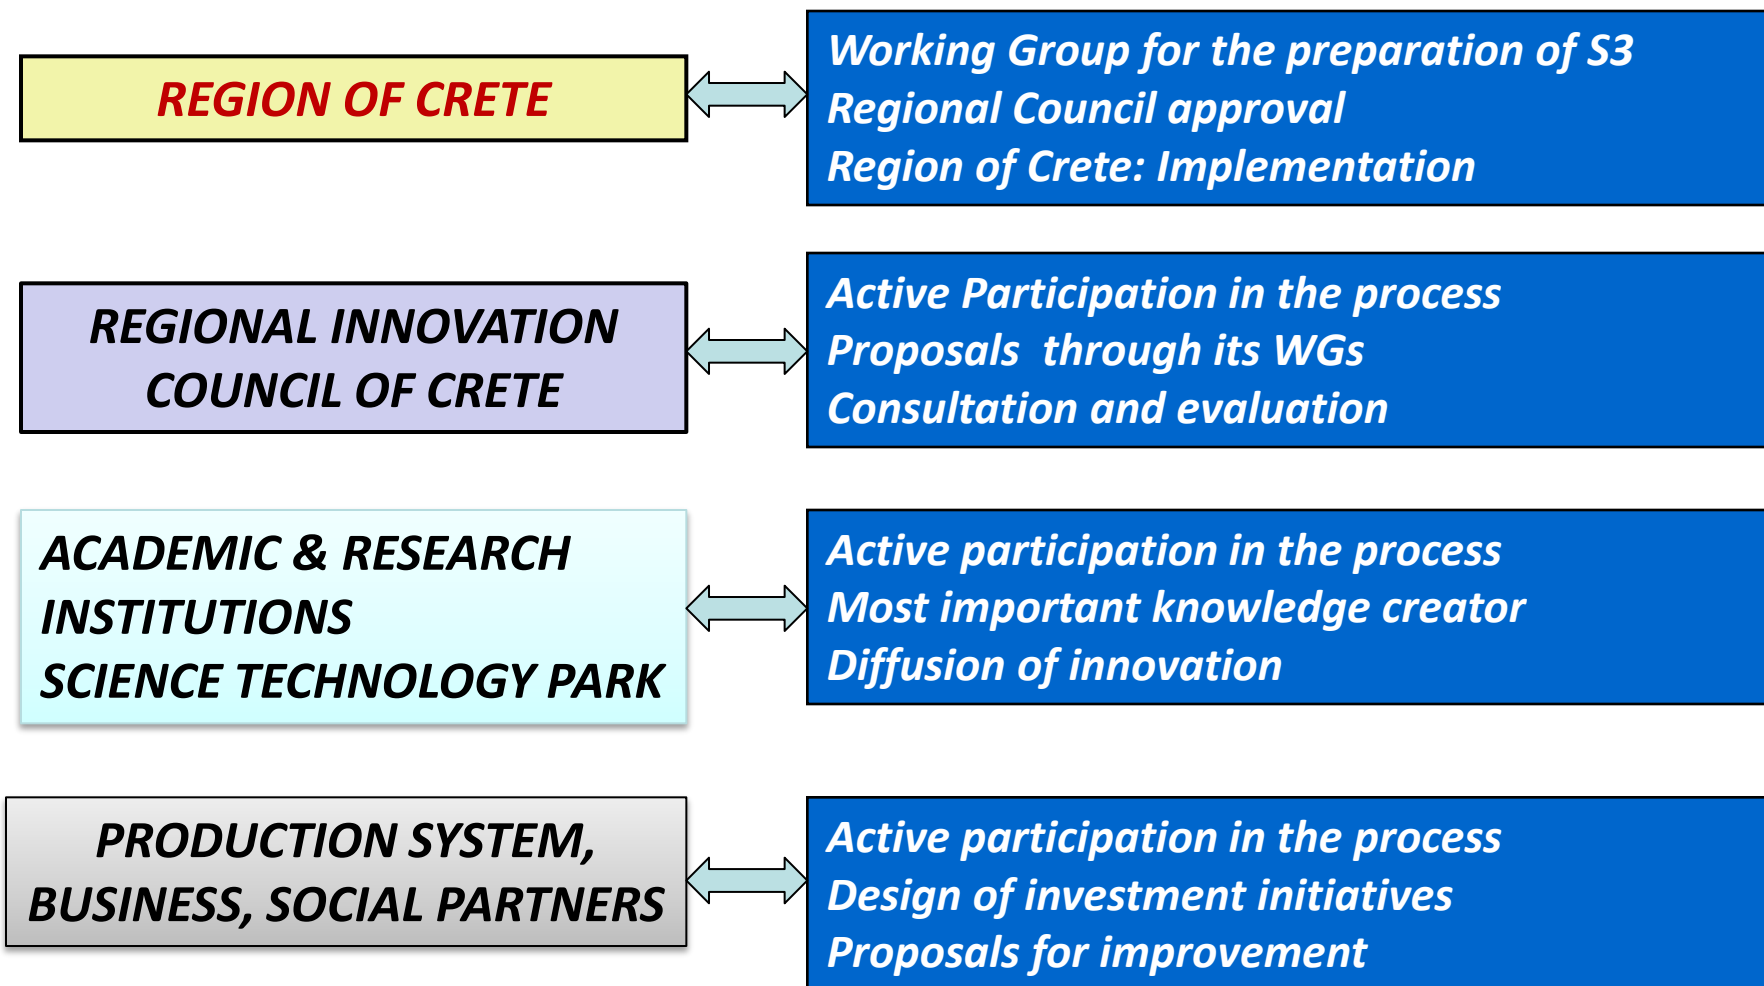 REGION OF CRETE
Working Group for the preparation of S3
Regional Council approval
Region of Crete: Implementation
REGIONAL INNOVATION
COUNCIL OF CRETE
Active Participation in the process
Proposals  through its WGs
Consultation and evaluation
ACADEMIC & RESEARCH
INSTITUTIONS
SCIENCE TECHNOLOGY PARK
Active participation in the process
Most important knowledge creator
Diffusion of innovation
PRODUCTION SYSTEM,
BUSINESS, SOCIAL PARTNERS
Active participation in the process
Design of investment initiatives
Proposals for improvement